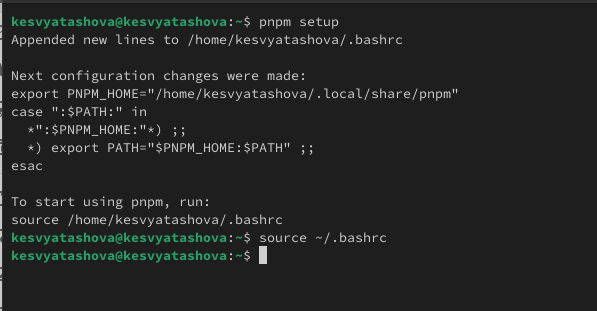 kesvyatashova@kesvyatashova:~$ pnpm setup
Appended new lines to /home/kesvyatashova/.bashrc

Next configuration changes were made:
export PNPM_HOME="/home/kesvyatashova/.local/share/pnpm"
case ":$PATH:" in
  *":$PNPM_HOME:"*) ;;
  *) export PATH="$PNPM_HOME:$PATH" ;;
esac

To start using pnpm, run:
source /home/kesvyatashova/.bashrc
kesvyatashova@kesvyatashova:~$ source ~/.bashrc
kesvyatashova@kesvyatashova:~$